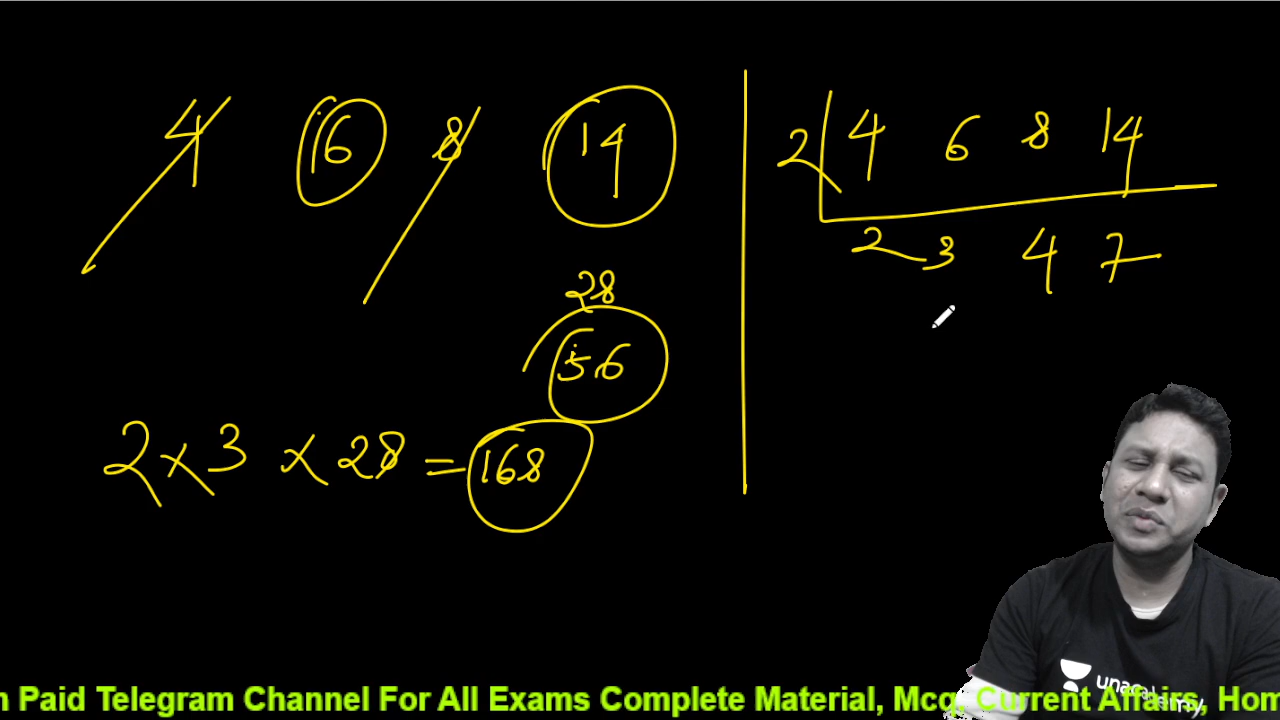 4 16 8 14
28
56
2 × 3 × 28 = 168
2 4 6 8 14
2 3 4 7
unacademy
n Paid Telegram Channel For All Exams Complete Material, Mcq, Current Affairs, Hom